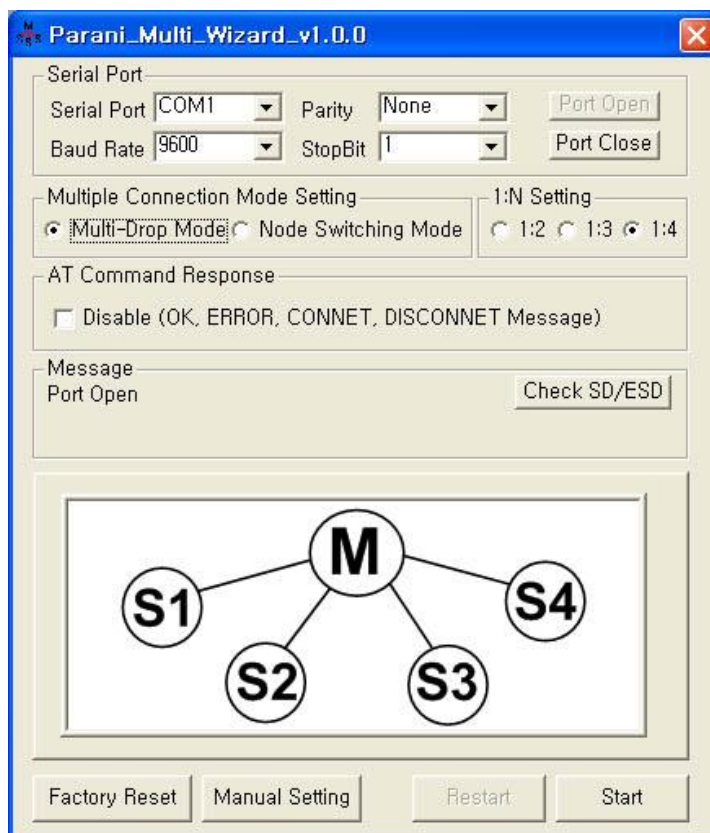 Parani_Multi_Wizard_v1.0.0
Serial Port
Serial Port COM1 Parity None Port Open
Baud Rate 9600 StopBit 1 Port Close
Multiple Connection Mode Setting 1:N Setting
Multi-Drop Mode Node Switching Mode 1:2 1:3 1:4
AT Command Response
Disable (OK, ERROR, CONNET, DISCONNET Message)
Message
Port Open Check SD/ESD
M
S1 S4
S2 S3
Factory Reset Manual Setting Restart Start